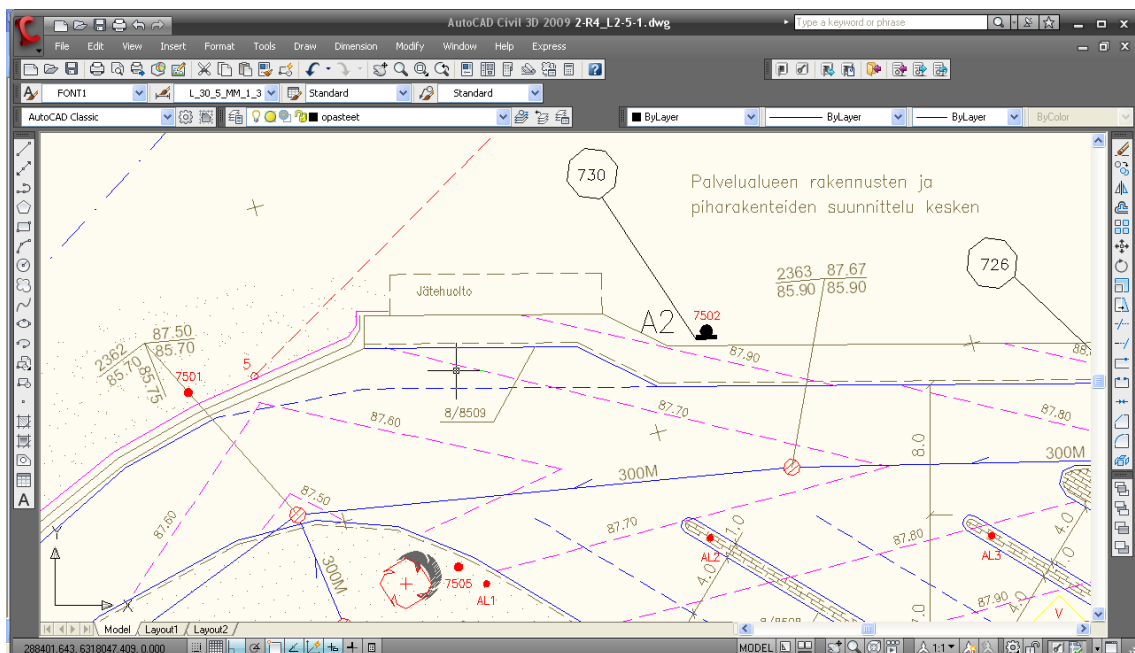 AutoCAD Civil 3D 2009 2-R4_L2-5-1.dwg
Type a keyword or phrase
File Edit View Insert Format Tools Draw Dimension Modify Window Help Express
FONT1 L_30_5_MM_1_3 Standard Standard
AutoCAD Classic opasteet ByLayer ByLayer ByLayer ByColor
730
Palvelualueen rakennusten ja
piharakenteiden suunnittelu kesken
726
2363 87.67
85.90 85.90
Jätehuolto
A2
7502
87.50
2362
85.70
85.70
85.75
87.90
5
7501
87.60
87.70
87.80
8/8509
8.0
300M
300M
87.50
87.60
87.70
87.80
1.0
4.0
AL2
AL3
4.0
300M
7505
AL1
4.0
87.90
V
Y
X
A
Model Layout1 Layout2
288401.643, 6318047.409, 0.000
MODEL
1:1